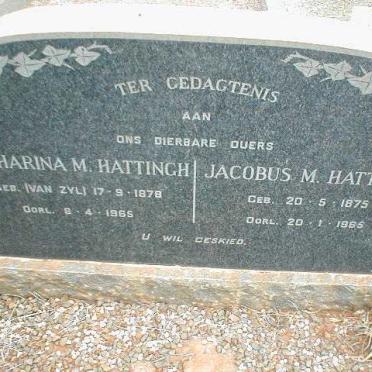 TER GEDAGTENIS
AAN
ONS DIERBARE OUERS
HARINA M. HATTINGH JACOBUS M. HATT
GEB. (VAN ZYL) 17-9-1878 GEB. 20-5-1875
OORL. 8-4-1965 OORL. 20-1-1965
U WIL GESKIED.